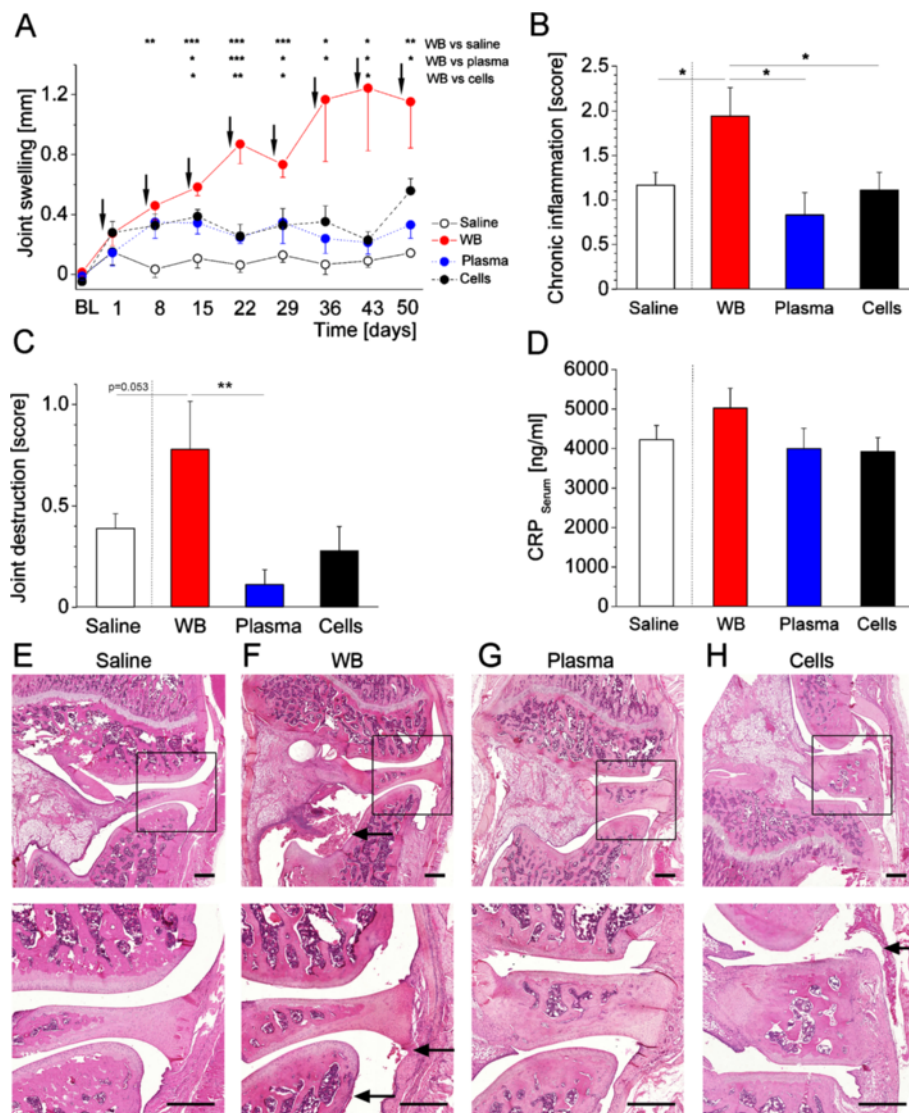 A
** *** *** *** * * ** WB vs saline
* *** * * * * WB vs plasma
* ** * * WB vs cells
Joint swelling [mm]
1.2
0.8
0.4
0
BL 1 8 15 22 29 36 43 50
Time [days]
Saline
WB
Plasma
Cells
B
Chronic inflammation [score]
2.5
2.0
1.5
1.0
0.5
0.0
* * *
Saline WB Plasma Cells
C
Joint destruction [score]
1.0
0.5
0
p=0.053 **
Saline WB Plasma Cells
D
CRP Serum [ng/ml]
6000
5000
4000
3000
2000
1000
0
Saline WB Plasma Cells
E Saline
F WB
G Plasma
H Cells